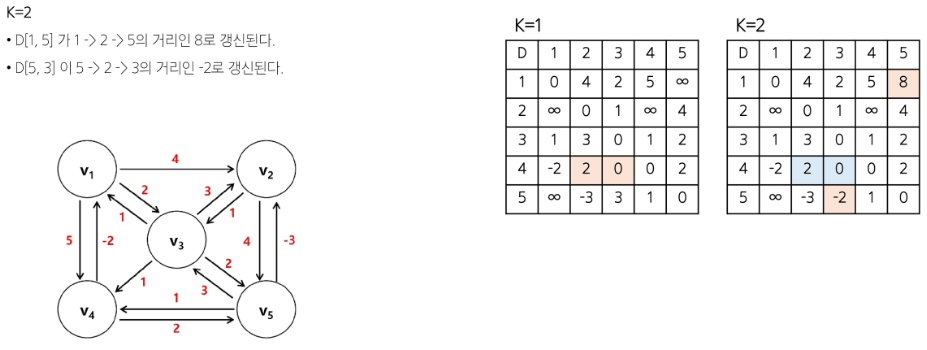 K=2
• D[1, 5] 가 1 -> 2 -> 5의 거리인 8로 갱신된다.
• D[5, 3] 이 5 -> 2 -> 3의 거리인 -2로 갱신된다.
K=1
D 1 2 3 4 5
1 0 4 2 5 ∞
2 ∞ 0 1 ∞ 4
3 1 3 0 1 2
4 -2 2 0 0 2
5 ∞ -3 3 1 0
K=2
D 1 2 3 4 5
1 0 4 2 5 8
2 ∞ 0 1 ∞ 4
3 1 3 0 1 2
4 -2 2 0 0 2
5 ∞ -3 -2 1 0
4
v1 v2
2 3
1 1
5 -2 v3 4 -3
1 2
3
1
v4 v5
2